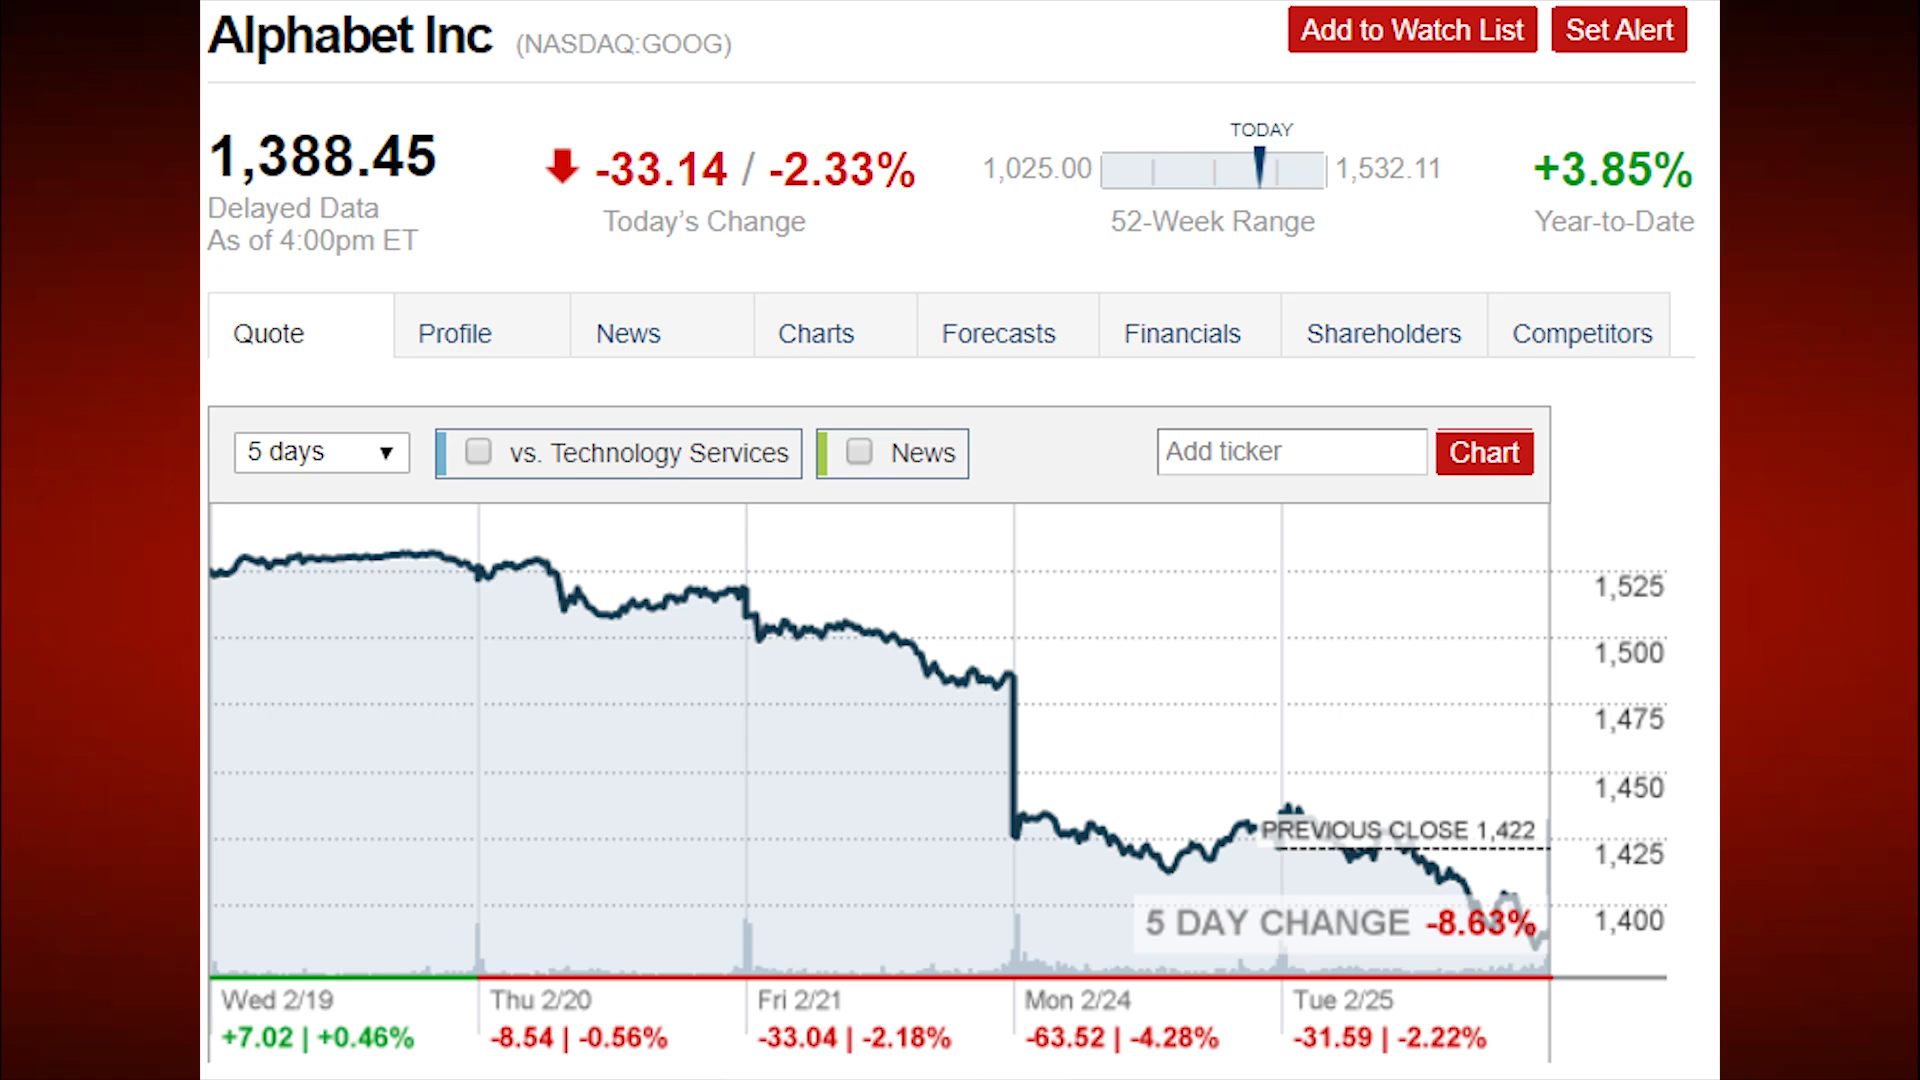 Alphabet Inc (NASDAQ:GOOG)
Add to Watch List
Set Alert
1,388.45
Delayed Data
As of 4:00pm ET
-33.14 / -2.33%
Today's Change
TODAY
1,025.00
1,532.11
52-Week Range
+3.85%
Year-to-Date
Quote
Profile
News
Charts
Forecasts
Financials
Shareholders
Competitors
5 days
vs. Technology Services
News
Add ticker
Chart
1,525
1,500
1,475
1,450
PREVIOUS CLOSE 1,422
1,425
5 DAY CHANGE -8.63%
1,400
Wed 2/19
Thu 2/20
Fri 2/21
Mon 2/24
Tue 2/25
+7.02 | +0.46%
-8.54 | -0.56%
-33.04 | -2.18%
-63.52 | -4.28%
-31.59 | -2.22%